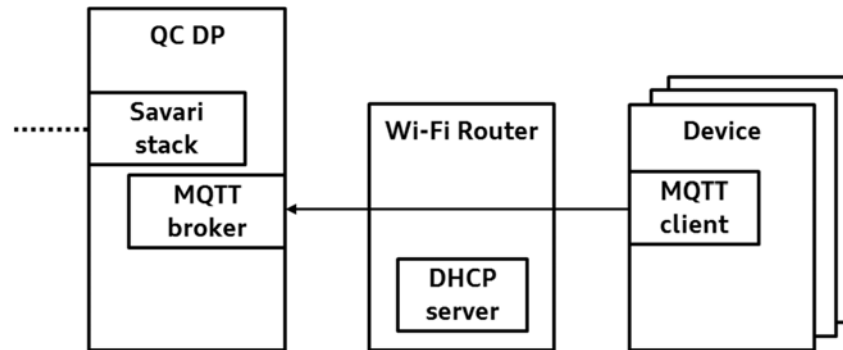 QC DP
Savari
stack
MQTT
broker
Wi-Fi Router
DHCP
server
Device
MQTT
client